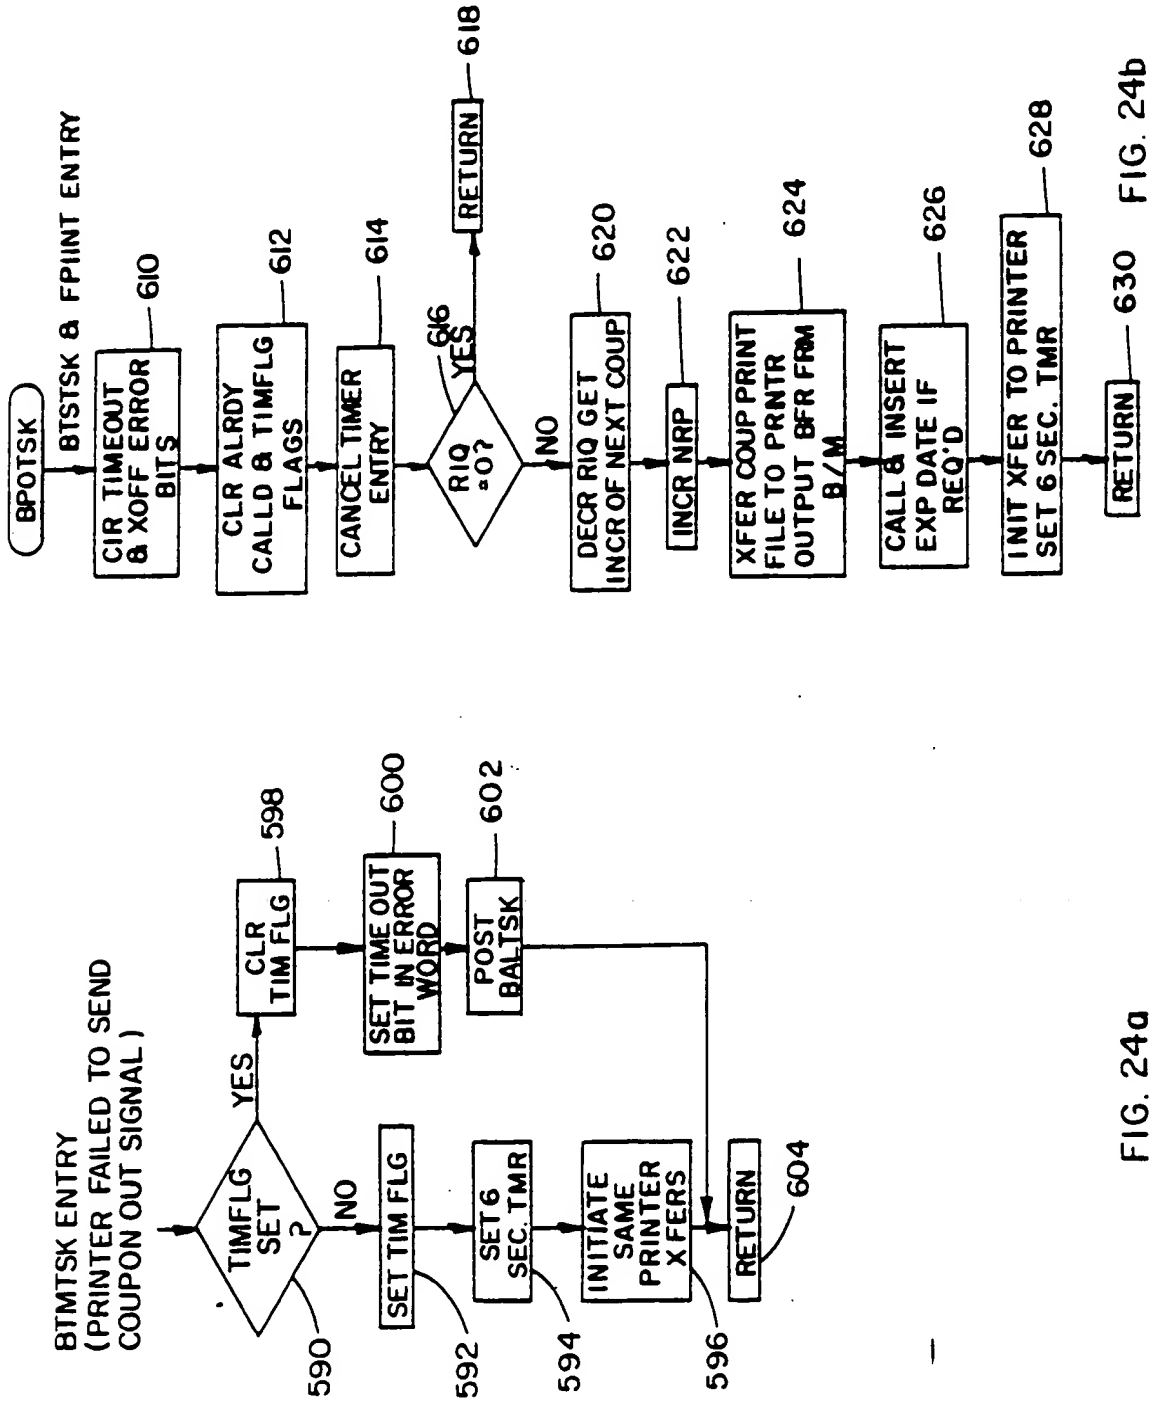 BTMTSK ENTRY
(PRINTER FAILED TO SEND
COUPON OUT SIGNAL)
TIMFLG
SET
?
590
YES
NO
CLR
TIM FLG
598
SET TIME OUT
BIT IN ERROR
WORD
600
POST
BALTSK
602
SET TIM FLG
592
SET 6
SEC. TMR
594
INITIATE
SAME
PRINTER
XFERS
596
RETURN
604
FIG. 24a
BPOTSK
BTSTSK & FPIINT ENTRY
CIR TIMEOUT
& XOFF ERROR
BITS
610
CLR ALRDY
CALLD & TIMFLG
FLAGS
612
CANCEL TIMER
ENTRY
614
RIQ
=0?
616
YES
RETURN
618
NO
DECR RIQ GET
INCR OF NEXT COUP
620
INCR NRP
622
XFER COUP PRINT
FILE TO PRNTR
OUTPUT BFR FRM
B/M
624
CALL & INSERT
EXP DATE IF
REQ'D
626
INIT XFER TO PRINTER
SET 6 SEC. TMR
628
RETURN
630
FIG. 24b